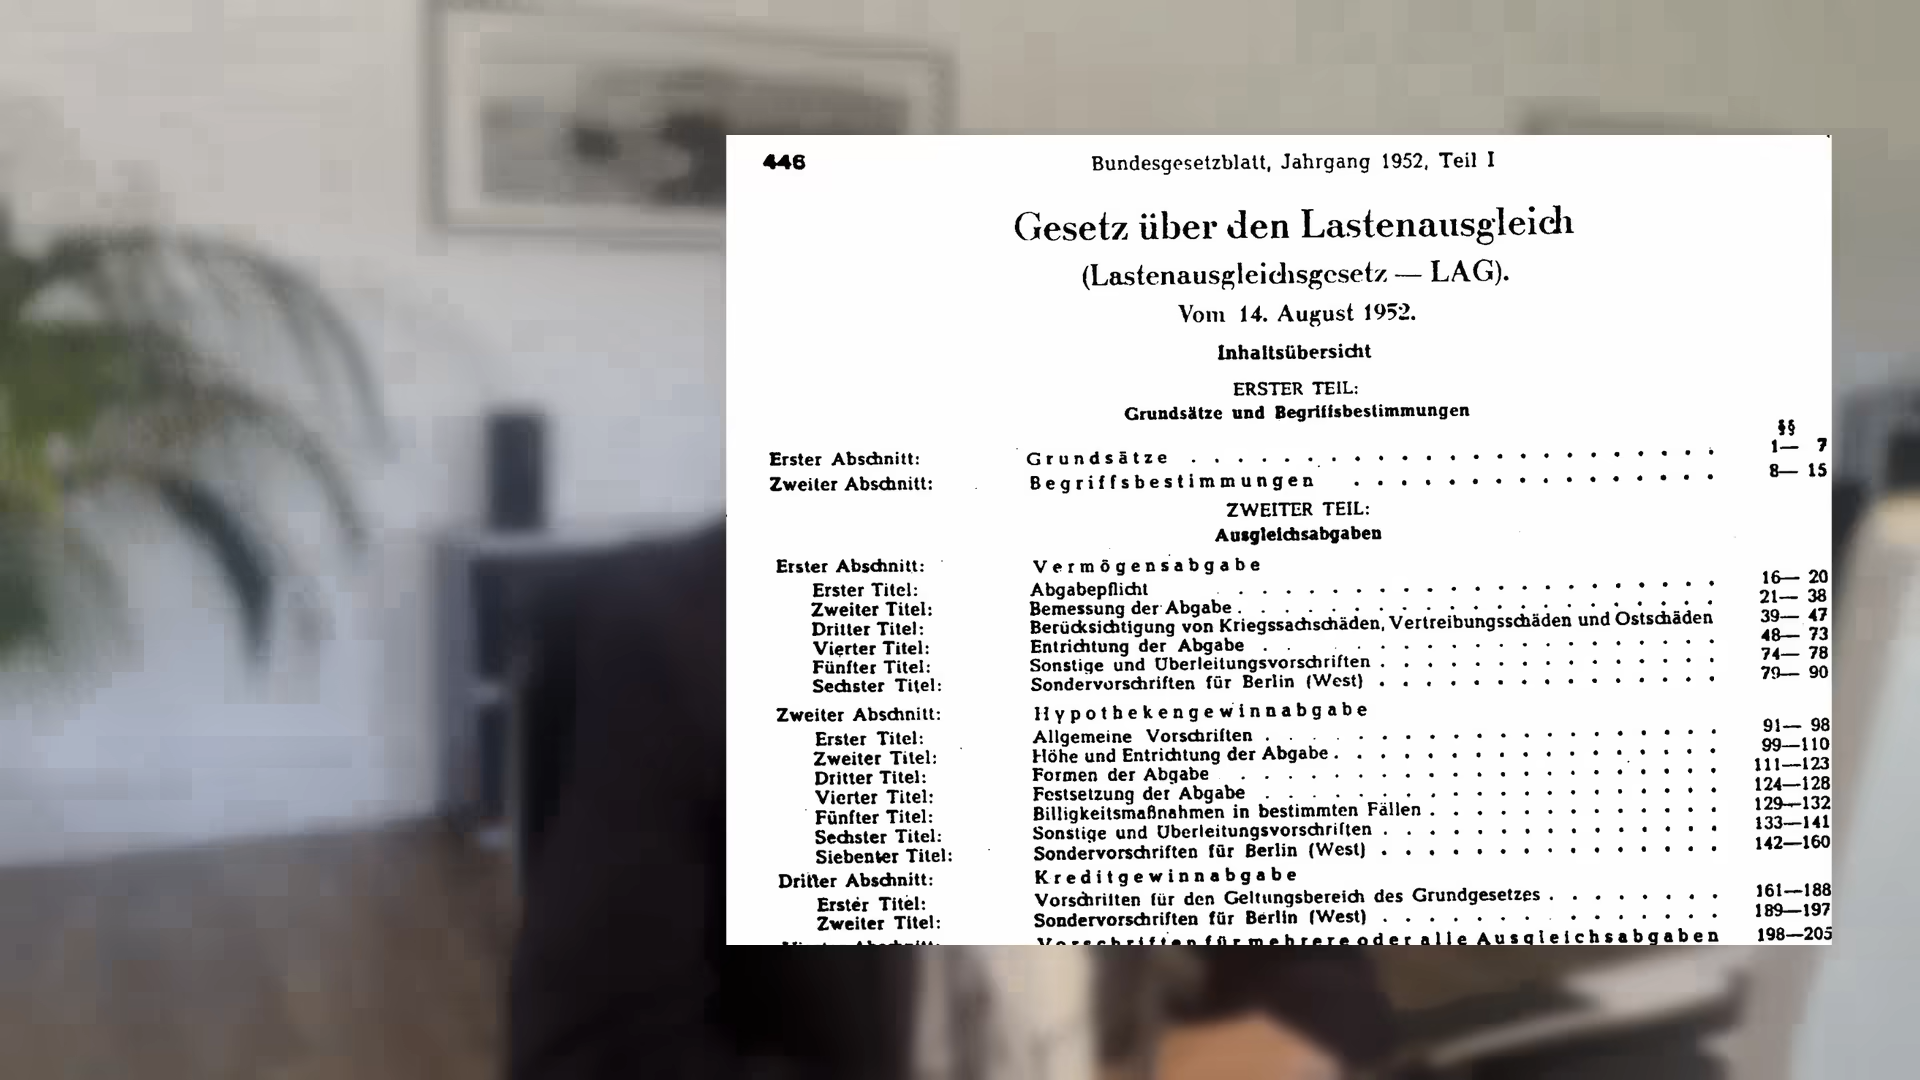 446 Bundesgesetzblatt, Jahrgang 1952, Teil I
Gesetz über den Lastenausgleich
(Lastenausgleichsgesetz — LAG).
Vom 14. August 1952.
Inhaltsübersicht
ERSTER TEIL:
Grundsätze und Begriffsbestimmungen
§§
Erster Abschnitt: Grundsätze . . . . . . . . . . . . . . . . . . . . . . . 1— 7
Zweiter Abschnitt: Begriffsbestimmungen . . . . . . . . . . . . . . . . 8— 15
ZWEITER TEIL:
Ausgleichsabgaben
Erster Abschnitt: Vermögensabgabe
Erster Titel: Abgabepflicht . . . . . . . . . . . . . . . . . . . . . 16— 20
Zweiter Titel: Bemessung der Abgabe . . . . . . . . . . . . . . . . . . . . . 21— 38
Dritter Titel: Berücksichtigung von Kriegssachschäden, Vertreibungsschäden und Ostschäden 39— 47
Vierter Titel: Entrichtung der Abgabe . . . . . . . . . . . . . . . . . . . . 48— 73
Fünfter Titel: Sonstige und Überleitungsvorschriften . . . . . . . . . . . . . . . 74— 78
Sechster Titel: Sondervorschriften für Berlin (West) . . . . . . . . . . . . . . . 79— 90
Zweiter Abschnitt: Hypothekengewinnabgabe
Erster Titel: Allgemeine Vorschriften . . . . . . . . . . . . . . . . . . . . 91— 98
Zweiter Titel: Höhe und Entrichtung der Abgabe . . . . . . . . . . . . . . . . . 99—110
Dritter Titel: Formen der Abgabe . . . . . . . . . . . . . . . . . . . . . 111—123
Vierter Titel: Festsetzung der Abgabe . . . . . . . . . . . . . . . . . . . . 124—128
Fünfter Titel: Billigkeitsmaßnahmen in bestimmten Fällen . . . . . . . . . . . . . 129—132
Sechster Titel: Sonstige und Überleitungsvorschriften . . . . . . . . . . . . . . . 133—141
Siebenter Titel: Sondervorschriften für Berlin (West) . . . . . . . . . . . . . . . 142—160
Dritter Abschnitt: Kreditgewinnabgabe
Erster Titel: Vorschriften für den Geltungsbereich des Grundgesetzes . . . . . . . . 161—188
Zweiter Titel: Sondervorschriften für Berlin (West) . . . . . . . . . . . . . . . 189—197
Vorschriften für mehrere oder alle Ausgleichsabgaben 198—205